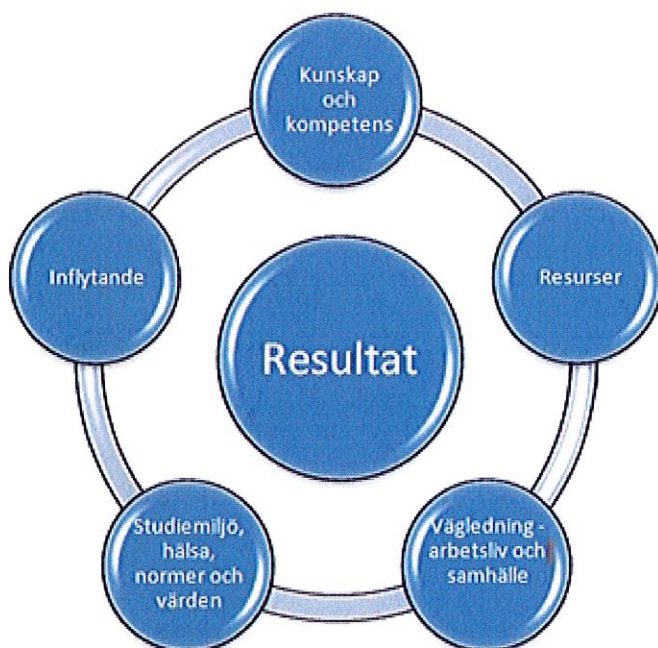 Kunskap
och
kompetens
Inflytande
Resurser
Resultat
Studiemiljö,
hälsa,
normer och
värden
Vägledning -
arbetsliv och
samhälle